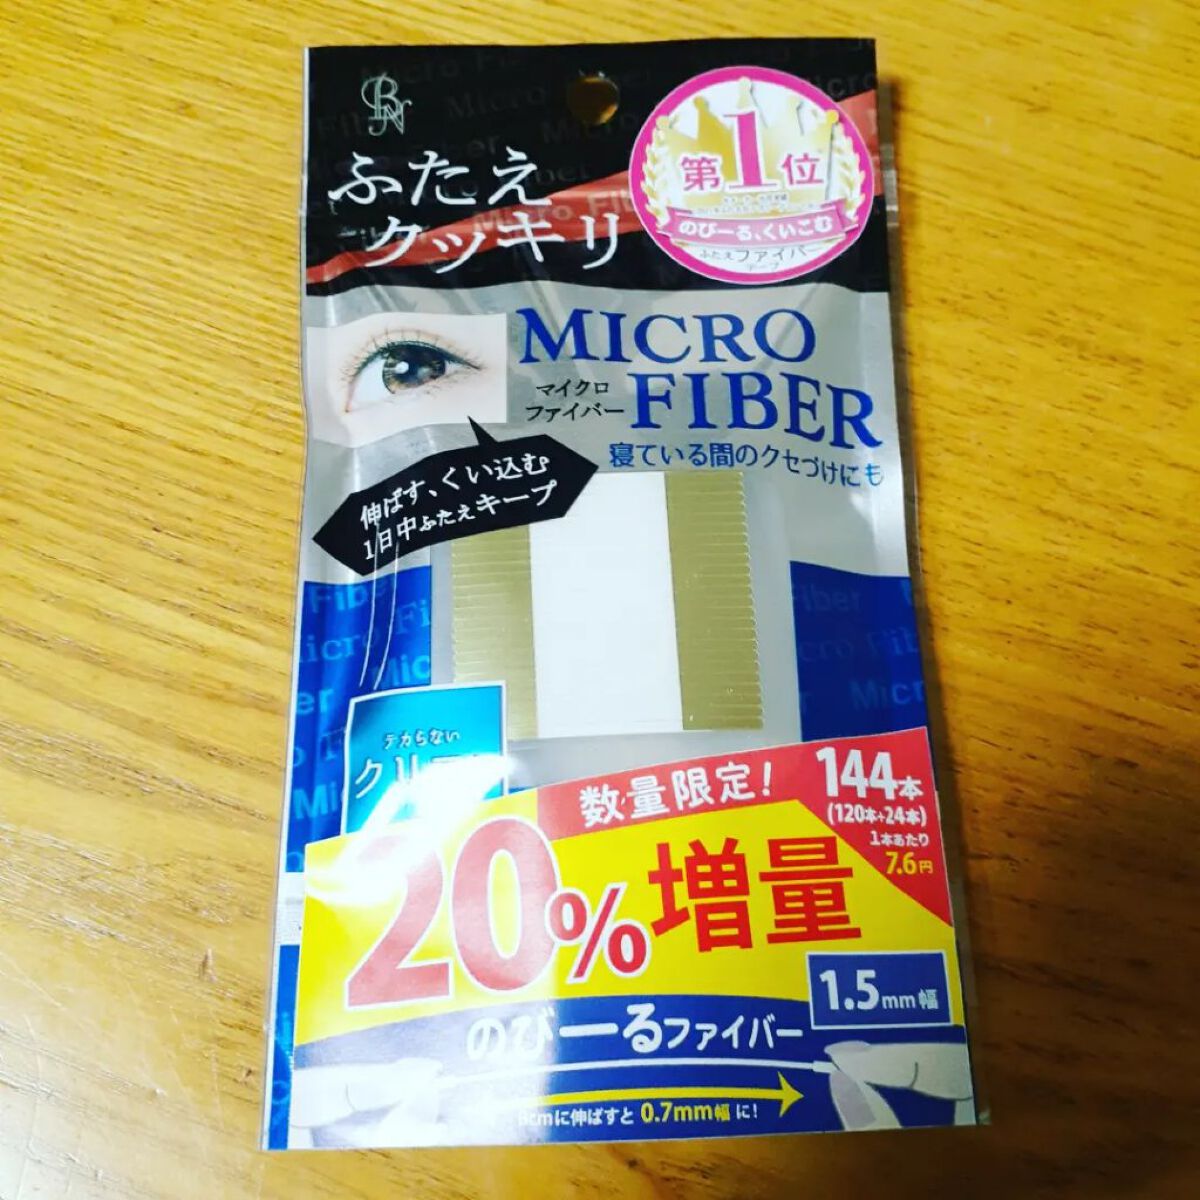 BN
ふたえ
クッキリ
第1位
のびーる、くいこむ
ふたえファイバー
テープ
MICRO
FIBER
マイクロ
ファイバー
寝ている間のクセづけにも
伸ばす、くい込む
1日中ふたえキープ
テカらない
数量限定!
144本
(120本+24本)
1本あたり
7.6円
20%増量
1.5mm幅
のびーるファイバー
cmに伸ばすと0.7mm幅に!